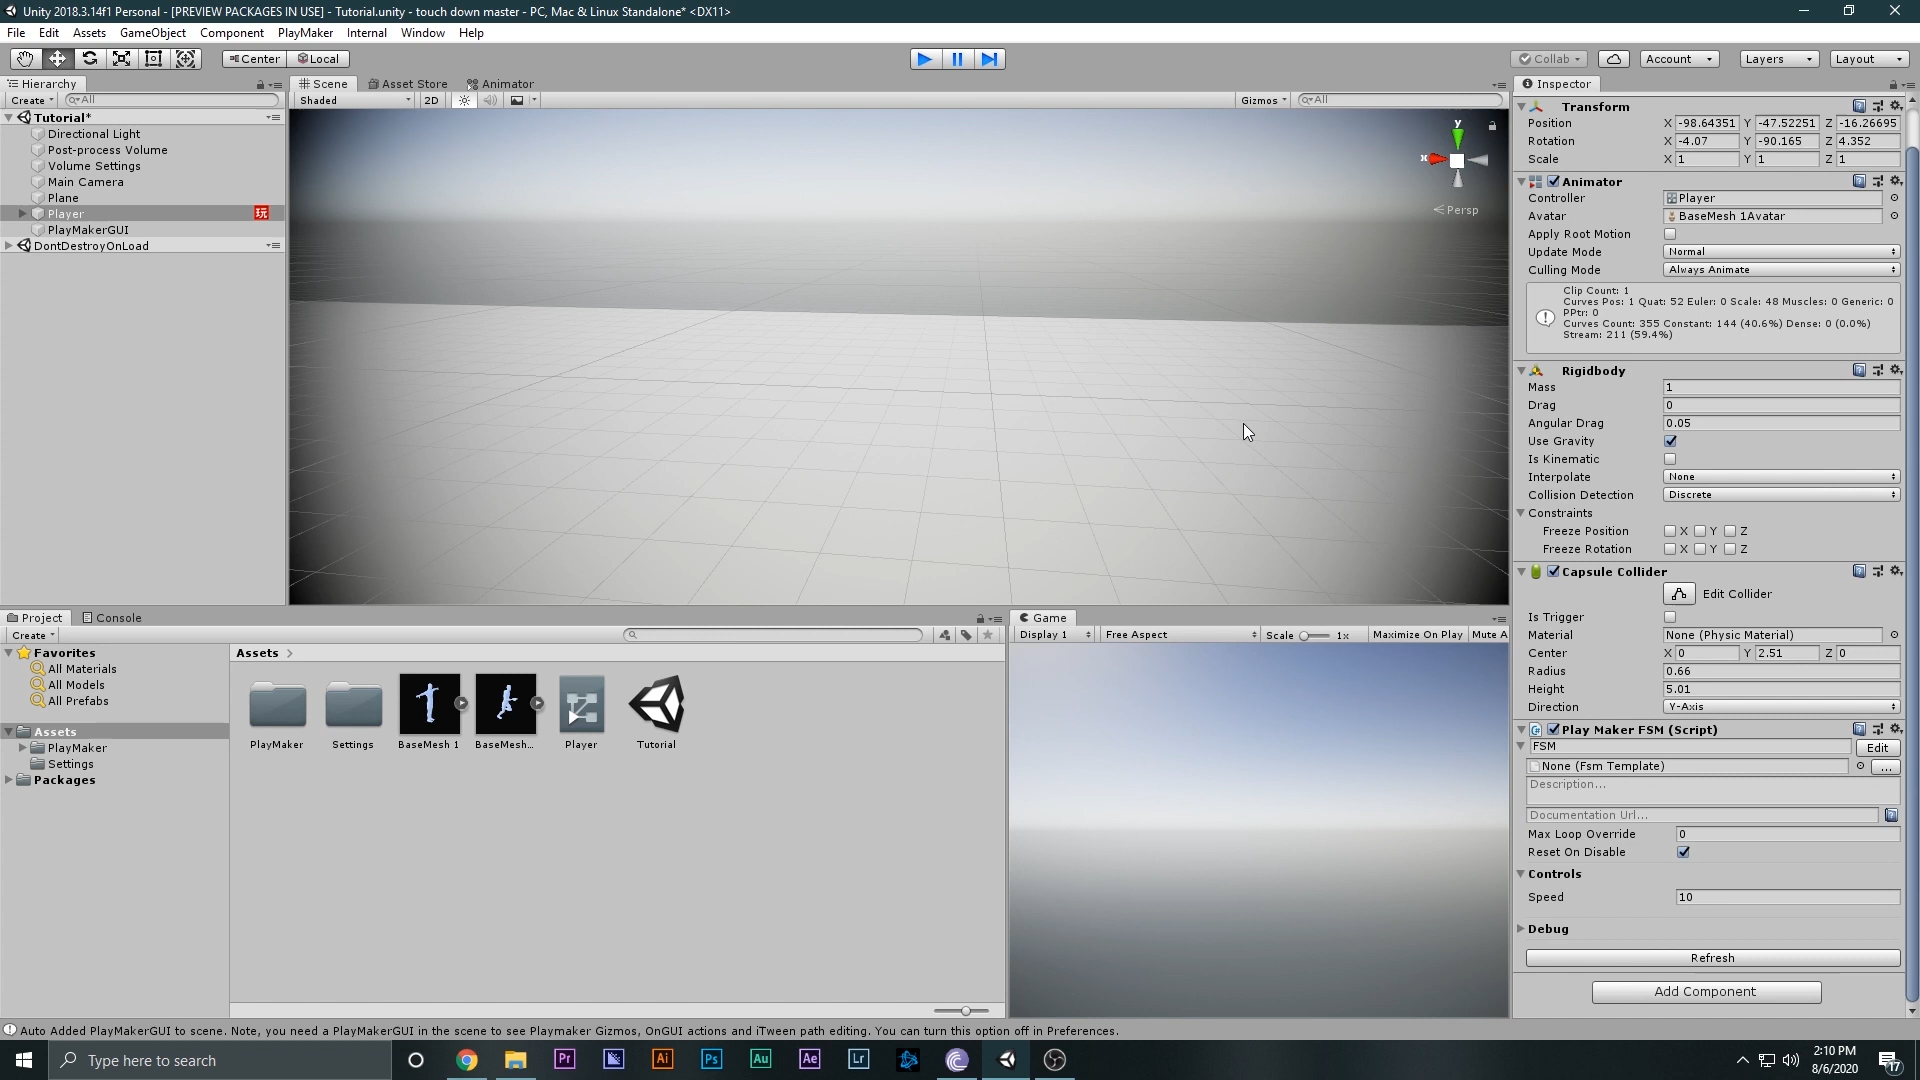 Unity 2018.3.14f1 Personal - [PREVIEW PACKAGES IN USE] - Tutorial.unity - touch down master - PC, Mac & Linux Standalone* <DX11>
File Edit Assets GameObject Component PlayMaker Internal Window Help
Center Local Collab Account Layers Layout
Hierarchy
Create All
Tutorial*
Directional Light
Post-process Volume
Volume Settings
Main Camera
Plane
Player 玩
PlayMakerGUI
DontDestroyOnLoad
Scene Asset Store Animator
Shaded 2D Gizmos All
y
x
Persp
Inspector
Transform
Position X -98.64351 Y -47.52251 Z -16.26695
Rotation X -4.07 Y -90.165 Z 4.352
Scale X 1 Y 1 Z 1
Animator
Controller Player
Avatar BaseMesh 1Avatar
Apply Root Motion
Update Mode Normal
Culling Mode Always Animate
Clip Count: 1
Curves Pos: 1 Quat: 52 Euler: 0 Scale: 48 Muscles: 0 Generic: 0
PPtr: 0
Curves Count: 355 Constant: 144 (40.6%) Dense: 0 (0.0%)
Stream: 211 (59.4%)
Rigidbody
Mass 1
Drag 0
Angular Drag 0.05
Use Gravity
Is Kinematic
Interpolate None
Collision Detection Discrete
Constraints
Freeze Position X Y Z
Freeze Rotation X Y Z
Capsule Collider
Edit Collider
Is Trigger
Material None (Physic Material)
Center X 0 Y 2.51 Z 0
Radius 0.66
Height 5.01
Direction Y-Axis
Play Maker FSM (Script)
FSM Edit
None (Fsm Template) ...
Description...
Documentation Url...
Max Loop Override 0
Reset On Disable
Controls
Speed 10
Debug
Refresh
Add Component
Project Console
Create
Favorites
All Materials
All Models
All Prefabs
Assets
PlayMaker
Settings
Packages
Assets
PlayMaker Settings BaseMesh 1 BaseMesh... Player Tutorial
Game
Display 1 Free Aspect Scale 1x Maximize On Play Mute A
Auto Added PlayMakerGUI to scene. Note, you need a PlayMakerGUI in the scene to see Playmaker Gizmos, OnGUI actions and iTween path editing. You can turn this option off in Preferences.
Type here to search
Pr Ai Ps Au Ae Lr
2:10 PM
8/6/2020
17